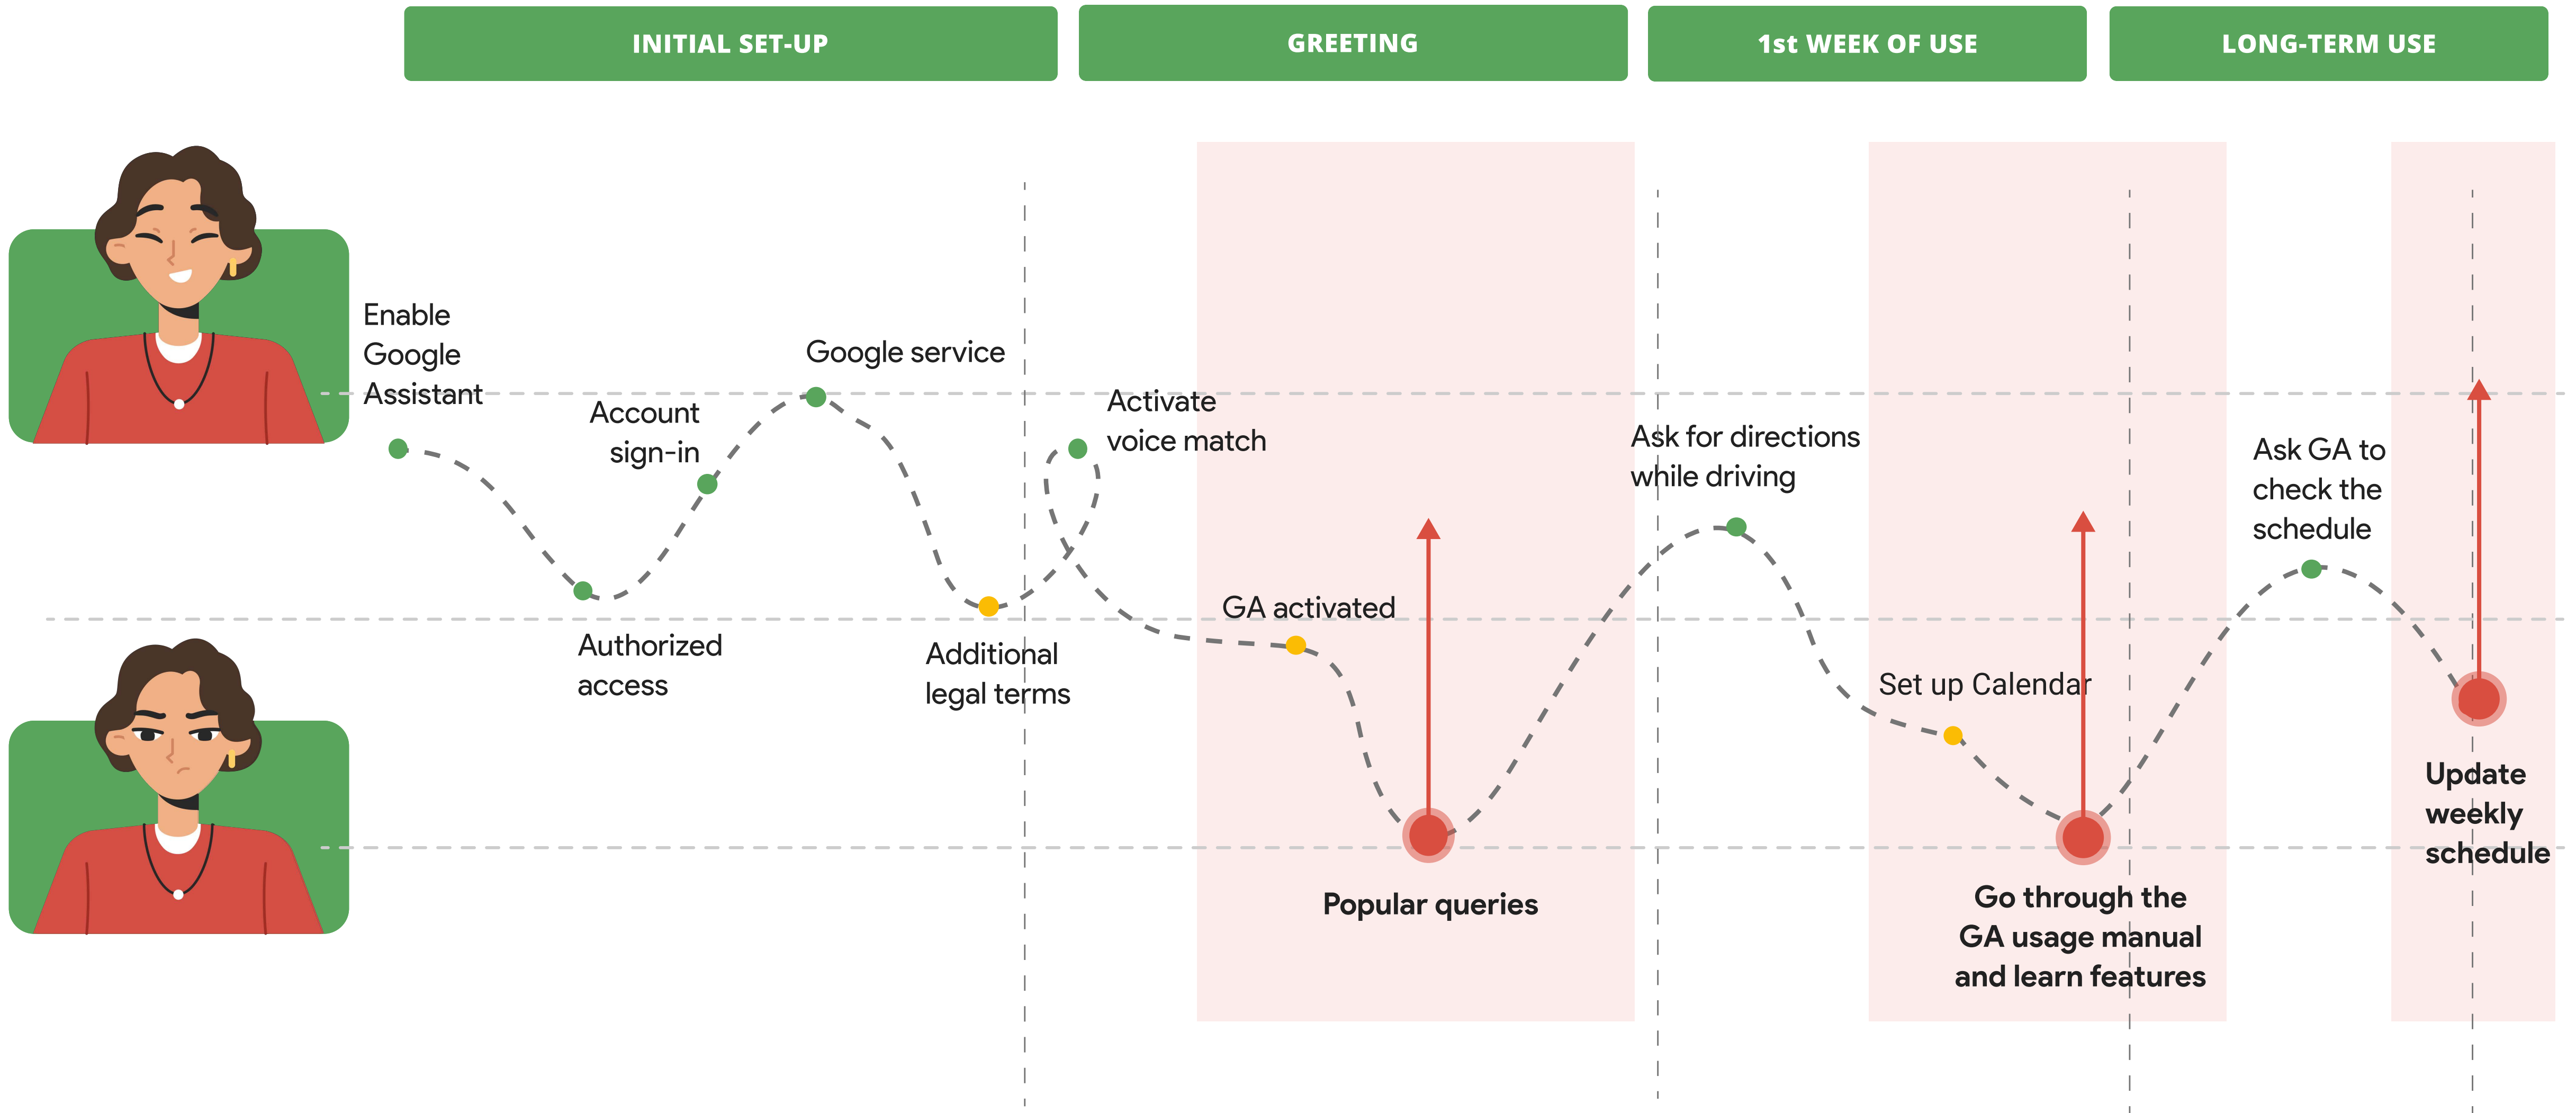 INITIAL SET-UP
GREETING
1st WEEK OF USE
LONG-TERM USE
Enable
Google
Assistant
Authorized
access
Account
sign-in
Google service
Additional
legal terms
Activate
voice match
GA activated
Popular queries
Ask for directions
while driving
Set up Calendar
Go through the
GA usage manual
and learn features
Ask GA to
check the
schedule
Update
weekly
schedule